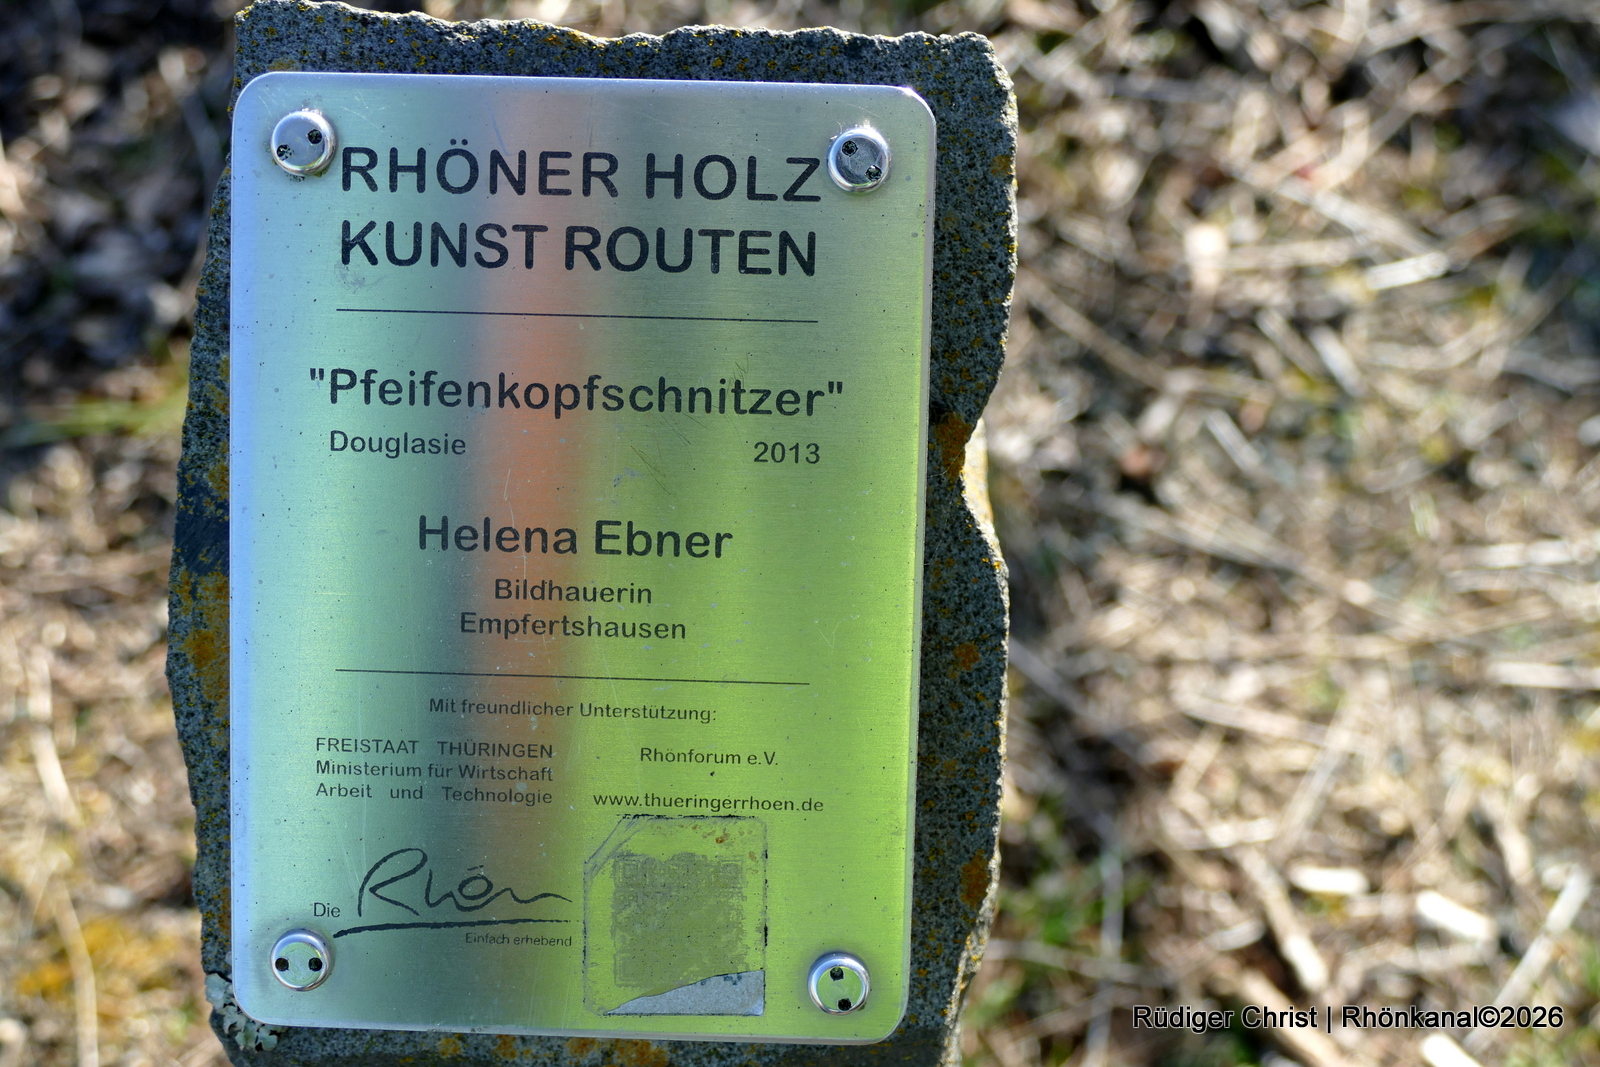 RHÖNER HOLZ
KUNST ROUTEN
"Pfeifenkopfschnitzer"
Douglasie 2013
Helena Ebner
Bildhauerin
Empfertshausen
Mit freundlicher Unterstützung:
FREISTAAT THÜRINGEN
Ministerium für Wirtschaft
Arbeit und Technologie
Rhönforum e.V.
www.thueringerrhoen.de
Die Rhön
Einfach erhebend
Rüdiger Christ | Rhönkanal©2026